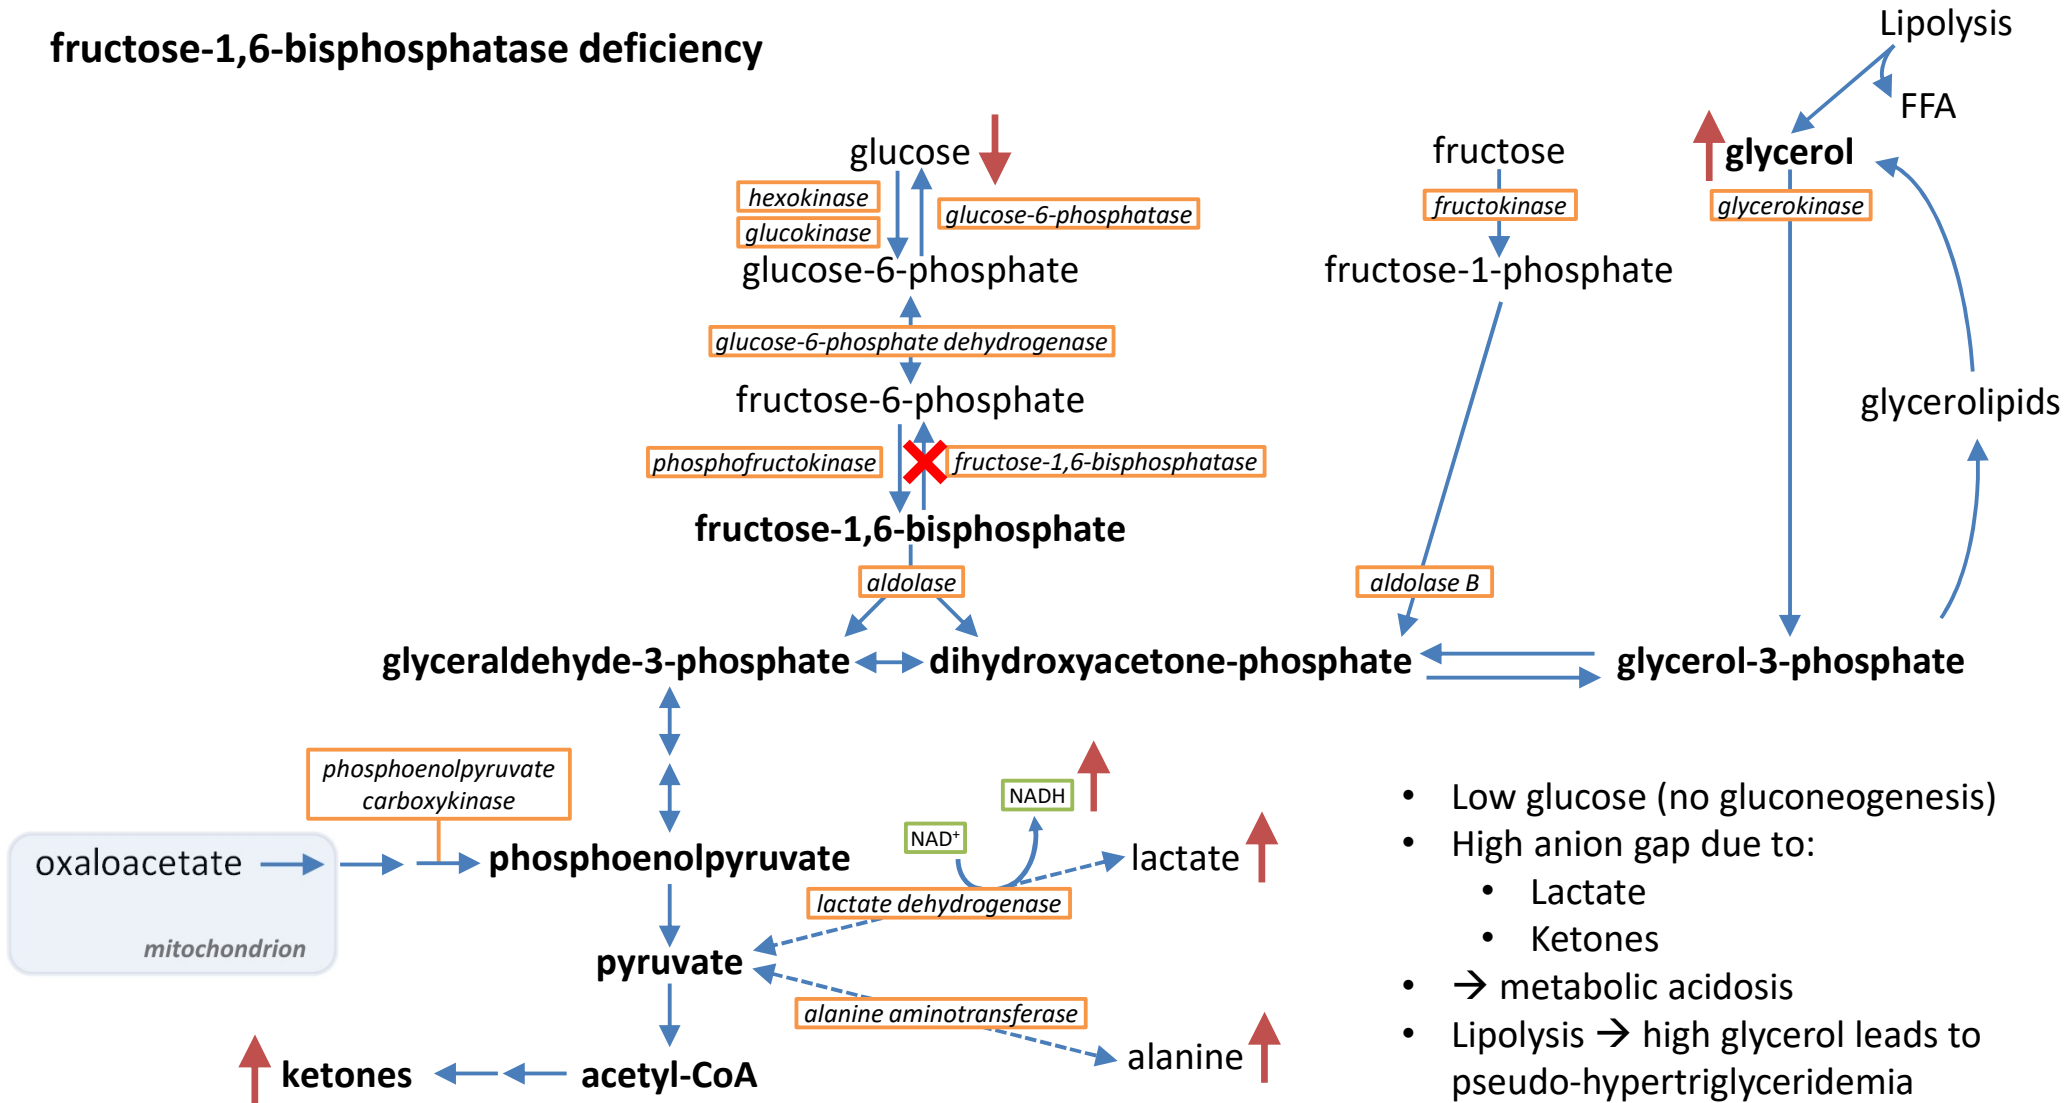 fructose-1,6-bisphosphatase deficiency
Lipolysis
FFA
glucose
fructose
glycerol
hexokinase
glucokinase
glucose-6-phosphatase
fructokinase
glycerokinase
glucose-6-phosphate
fructose-1-phosphate
glucose-6-phosphate dehydrogenase
fructose-6-phosphate
glycerolipids
phosphofructokinase
fructose-1,6-bisphosphatase
fructose-1,6-bisphosphate
aldolase
aldolase B
glyceraldehyde-3-phosphate
dihydroxyacetone-phosphate
glycerol-3-phosphate
phosphoenolpyruvate
carboxykinase
NADH
NAD+
oxaloacetate
phosphoenolpyruvate
lactate
lactate dehydrogenase
mitochondrion
pyruvate
alanine aminotransferase
alanine
ketones
acetyl-CoA
• Low glucose (no gluconeogenesis)
• High anion gap due to:
• Lactate
• Ketones
• → metabolic acidosis
• Lipolysis → high glycerol leads to
pseudo-hypertriglyceridemia